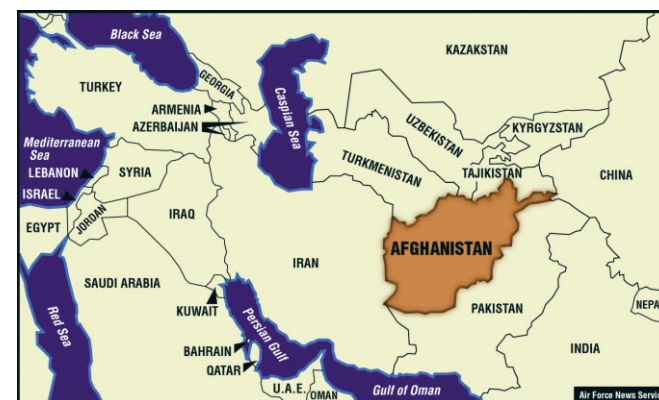 Black Sea
KAZAKSTAN
TURKEY
GEORGIA
Caspian Sea
ARMENIA
AZERBAIJAN
UZBEKISTAN
KYRGYZSTAN
Mediterranean
Sea
LEBANON
SYRIA
TURKMENISTAN
TAJIKISTAN
CHINA
ISRAEL
JORDAN
EGYPT
IRAQ
IRAN
AFGHANISTAN
SAUDI ARABIA
Red Sea
KUWAIT
Persian Gulf
PAKISTAN
NEPA
BAHRAIN
QATAR
INDIA
U.A.E.
OMAN
Gulf of Oman
Air Force News Servic